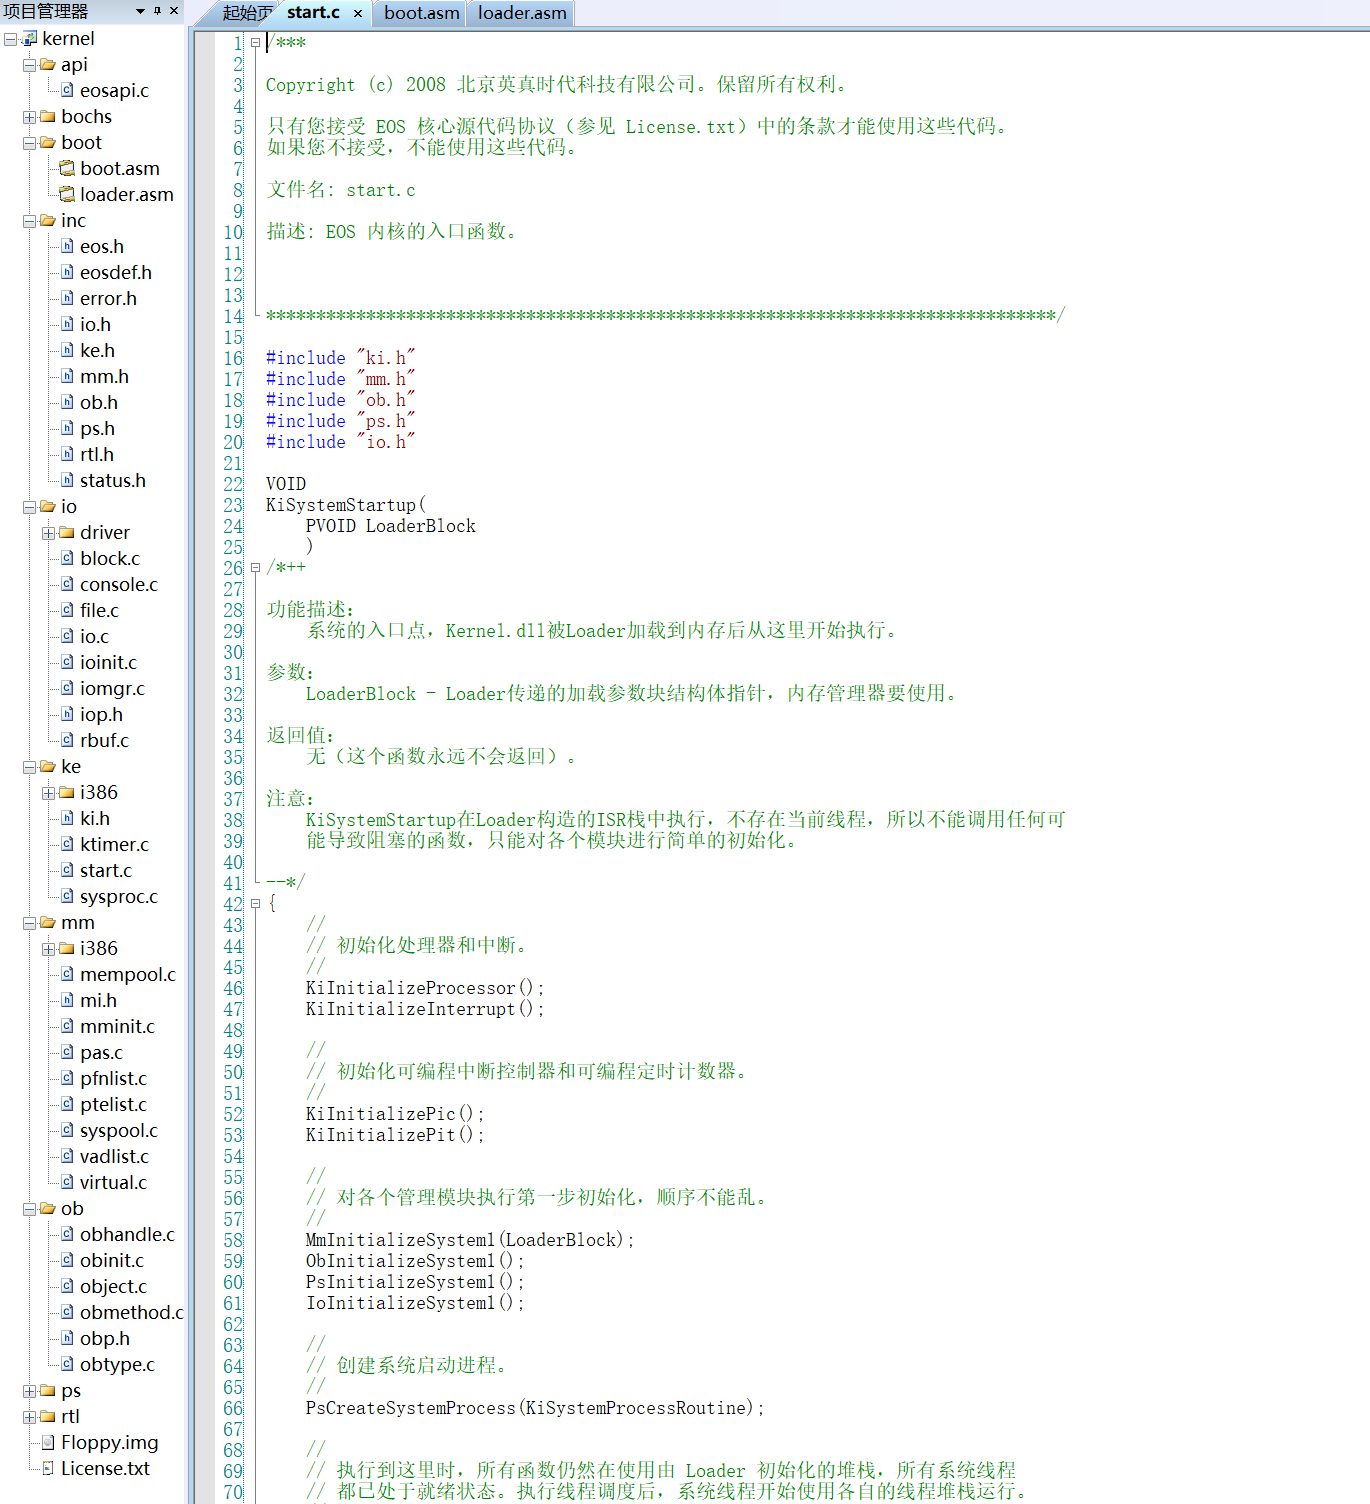 项目管理器
kernel
api
eosapi.c
bochs
boot
boot.asm
loader.asm
inc
eos.h
eosdef.h
error.h
io.h
ke.h
mm.h
ob.h
ps.h
rtl.h
status.h
io
driver
block.c
console.c
file.c
io.c
ioinit.c
iomgr.c
iop.h
rbuf.c
ke
i386
ki.h
ktimer.c
start.c
sysproc.c
mm
i386
mempool.c
mi.h
mminit.c
pas.c
pfnlist.c
ptelist.c
syspool.c
vadlist.c
virtual.c
ob
obhandle.c
obinit.c
object.c
obmethod.c
obp.h
obtype.c
ps
rtl
Floppy.img
License.txt
起始页 start.c × boot.asm loader.asm
1 /***
2
3 Copyright (c) 2008 北京英真时代科技有限公司。保留所有权利。
4
5 只有您接受 EOS 核心源代码协议（参见 License.txt）中的条款才能使用这些代码。
6 如果您不接受，不能使用这些代码。
7
8 文件名: start.c
9
10 描述: EOS 内核的入口函数。
11
12
13
14 *******************************************************************************/
15
16 #include "ki.h"
17 #include "mm.h"
18 #include "ob.h"
19 #include "ps.h"
20 #include "io.h"
21
22 VOID
23 KiSystemStartup(
24     PVOID LoaderBlock
25     )
26 /*++
27
28 功能描述：
29     系统的入口点，Kernel.dll被Loader加载到内存后从这里开始执行。
30
31 参数：
32     LoaderBlock - Loader传递的加载参数块结构体指针，内存管理器要使用。
33
34 返回值：
35     无（这个函数永远不会返回）。
36
37 注意：
38     KiSystemStartup在Loader构造的ISR栈中执行，不存在当前线程，所以不能调用任何可
39     能导致阻塞的函数，只能对各个模块进行简单的初始化。
40
41 --*/
42 {
43     //
44     // 初始化处理器和中断。
45     //
46     KiInitializeProcessor();
47     KiInitializeInterrupt();
48
49     //
50     // 初始化可编程中断控制器和可编程定时计数器。
51     //
52     KiInitializePic();
53     KiInitializePit();
54
55     //
56     // 对各个管理模块执行第一步初始化，顺序不能乱。
57     //
58     MmInitializeSystem1(LoaderBlock);
59     ObInitializeSystem1();
60     PsInitializeSystem1();
61     IoInitializeSystem1();
62
63     //
64     // 创建系统启动进程。
65     //
66     PsCreateSystemProcess(KiSystemProcessRoutine);
67
68     //
69     // 执行到这里时，所有函数仍然在使用由 Loader 初始化的堆栈，所有系统线程
70     // 都已处于就绪状态。执行线程调度后，系统线程开始使用各自的线程堆栈运行。